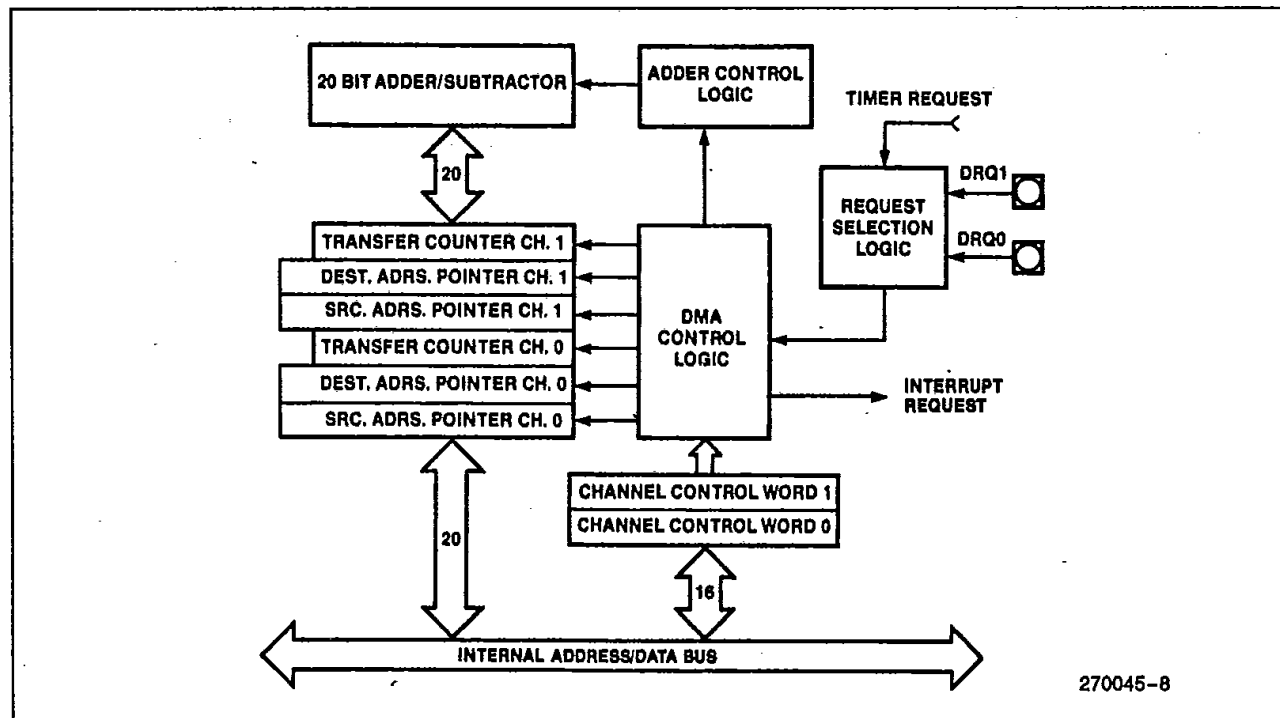 20 BIT ADDER/SUBTRACTOR
ADDER CONTROL
LOGIC
TIMER REQUEST
20
DRQ1
REQUEST
SELECTION
LOGIC
DRQ0
TRANSFER COUNTER CH. 1
DEST. ADRS. POINTER CH. 1
SRC. ADRS. POINTER CH. 1
TRANSFER COUNTER CH. 0
DEST. ADRS. POINTER CH. 0
SRC. ADRS. POINTER CH. 0
DMA
CONTROL
LOGIC
INTERRUPT
REQUEST
CHANNEL CONTROL WORD 1
CHANNEL CONTROL WORD 0
20
16
INTERNAL ADDRESS/DATA BUS
270045-8